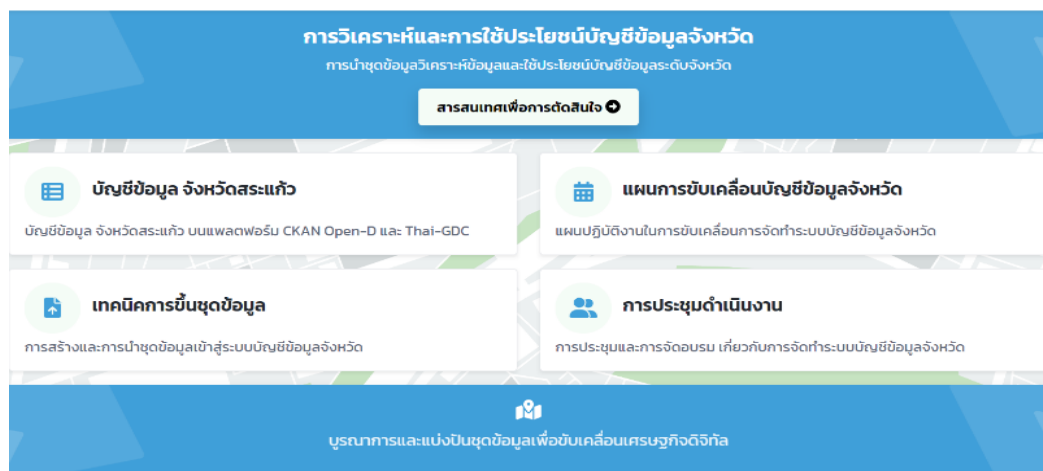 การวิเคราะห์และการใช้ประโยชน์บัญชีข้อมูลจังหวัด
การนำชุดข้อมูลวิเคราะห์ข้อมูลและใช้ประโยชน์บัญชีข้อมูลระดับจังหวัด
สารสนเทศเพื่อการตัดสินใจ
บัญชีข้อมูล จังหวัดสระแก้ว
บัญชีข้อมูล จังหวัดสระแก้ว บนแพลตฟอร์ม CKAN Open-D และ Thai-GDC
แผนการขับเคลื่อนบัญชีข้อมูลจังหวัด
แผนปฏิบัติงานในการขับเคลื่อนการจัดทำระบบบัญชีข้อมูลจังหวัด
เทคนิคการขึ้นชุดข้อมูล
การสร้างและการนำชุดข้อมูลเข้าสู่ระบบบัญชีข้อมูลจังหวัด
การประชุมดำเนินงาน
การประชุมและการจัดอบรม เกี่ยวกับการจัดทำระบบบัญชีข้อมูลจังหวัด
บูรณาการและแบ่งปันชุดข้อมูลเพื่อขับเคลื่อนเศรษฐกิจดิจิทัล